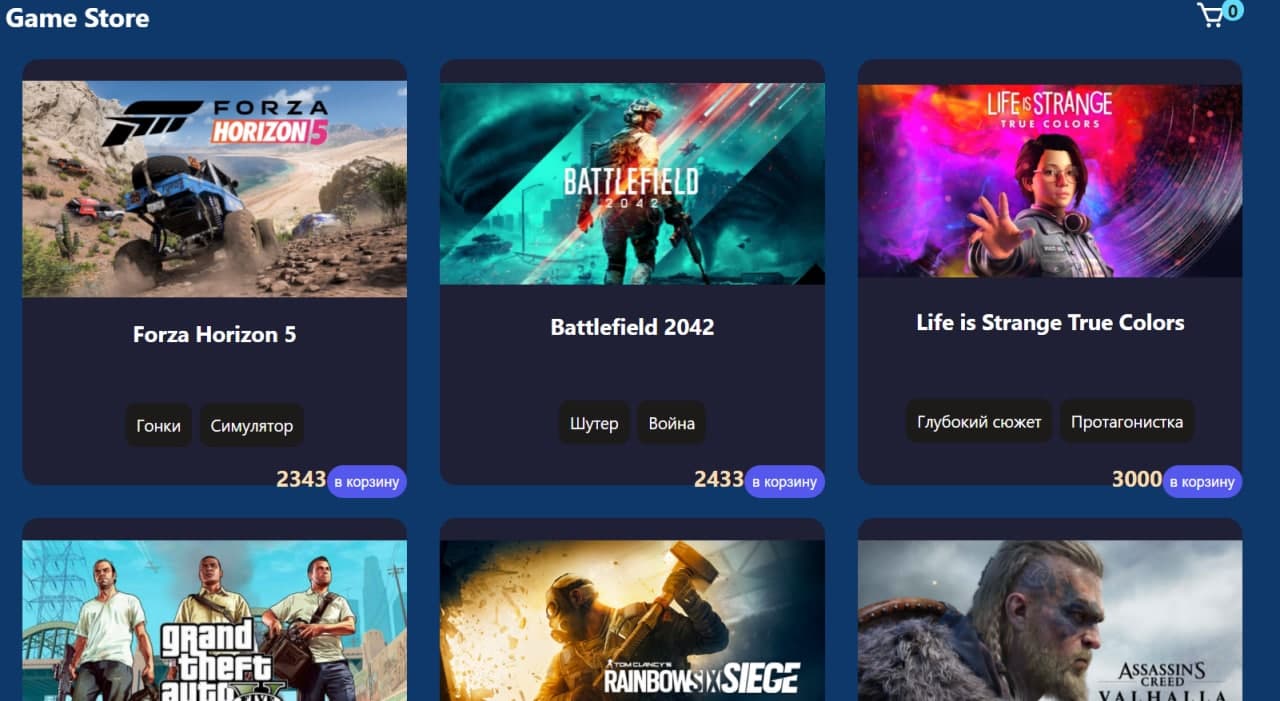 Game Store
0
FORZA
HORIZON 5
BATTLEFIELD
2042
LIFE IS STRANGE
TRUE COLORS
Forza Horizon 5
Battlefield 2042
Life is Strange True Colors
Гонки
Симулятор
Шутер
Война
Глубокий сюжет
Протагонистка
2343
в корзину
2433
в корзину
3000
в корзину
grand
theft
auto
TOM CLANCY'S
RAINBOWSIX SIEGE
ASSASSIN'S
CREED
VALHALLA